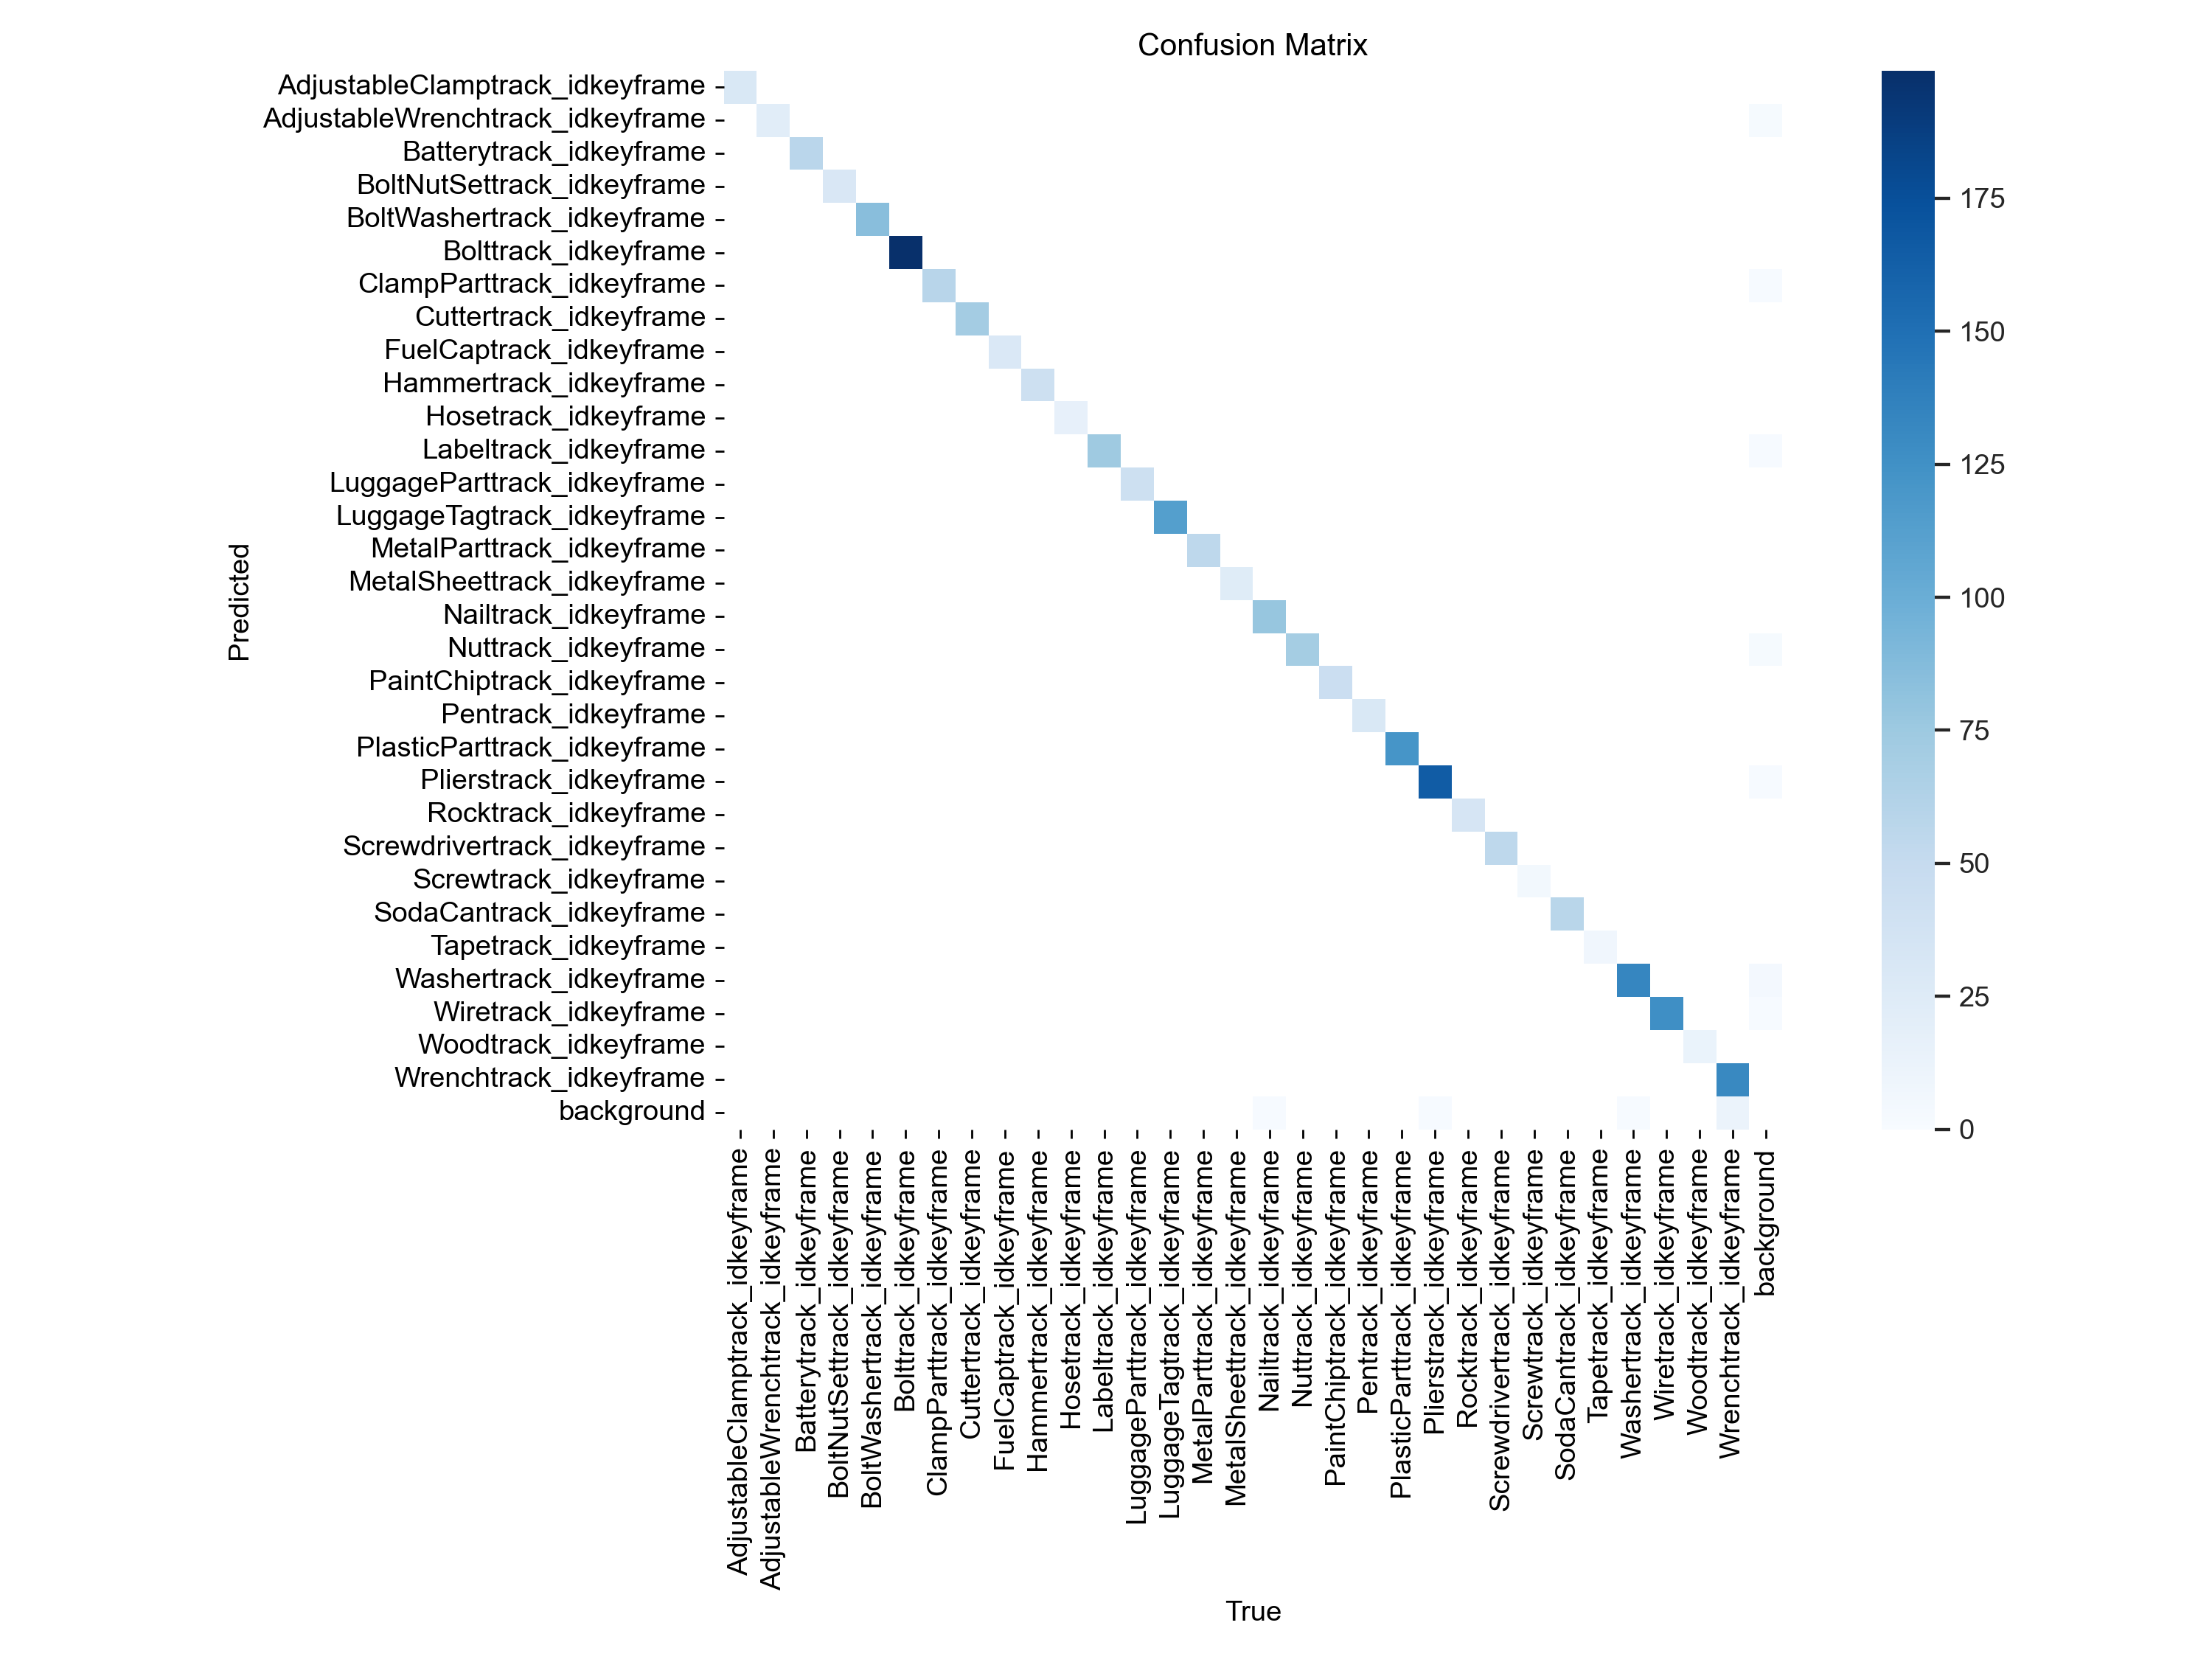 Confusion Matrix
AdjustableClamptrack_idkeyframe
AdjustableWrenchtrack_idkeyframe
Batterytrack_idkeyframe
BoltNutSettrack_idkeyframe
BoltWashertrack_idkeyframe
Bolttrack_idkeyframe
ClampParttrack_idkeyframe
Cuttertrack_idkeyframe
FuelCaptrack_idkeyframe
Hammertrack_idkeyframe
Hosetrack_idkeyframe
Labeltrack_idkeyframe
LuggageParttrack_idkeyframe
LuggageTagtrack_idkeyframe
MetalParttrack_idkeyframe
MetalSheettrack_idkeyframe
Nailtrack_idkeyframe
Nuttrack_idkeyframe
PaintChiptrack_idkeyframe
Pentrack_idkeyframe
PlasticParttrack_idkeyframe
Plierstrack_idkeyframe
Rocktrack_idkeyframe
Screwdrivertrack_idkeyframe
Screwtrack_idkeyframe
SodaCantrack_idkeyframe
Tapetrack_idkeyframe
Washertrack_idkeyframe
Wiretrack_idkeyframe
Woodtrack_idkeyframe
Wrenchtrack_idkeyframe
background
Predicted
AdjustableClamptrack_idkeyframe
AdjustableWrenchtrack_idkeyframe
Batterytrack_idkeyframe
BoltNutSettrack_idkeyframe
BoltWashertrack_idkeyframe
Bolttrack_idkeyframe
ClampParttrack_idkeyframe
Cuttertrack_idkeyframe
FuelCaptrack_idkeyframe
Hammertrack_idkeyframe
Hosetrack_idkeyframe
Labeltrack_idkeyframe
LuggageParttrack_idkeyframe
LuggageTagtrack_idkeyframe
MetalParttrack_idkeyframe
MetalSheettrack_idkeyframe
Nailtrack_idkeyframe
Nuttrack_idkeyframe
PaintChiptrack_idkeyframe
Pentrack_idkeyframe
PlasticParttrack_idkeyframe
Plierstrack_idkeyframe
Rocktrack_idkeyframe
Screwdrivertrack_idkeyframe
Screwtrack_idkeyframe
SodaCantrack_idkeyframe
Tapetrack_idkeyframe
Washertrack_idkeyframe
Wiretrack_idkeyframe
Woodtrack_idkeyframe
Wrenchtrack_idkeyframe
background
True
175
150
125
100
75
50
25
0